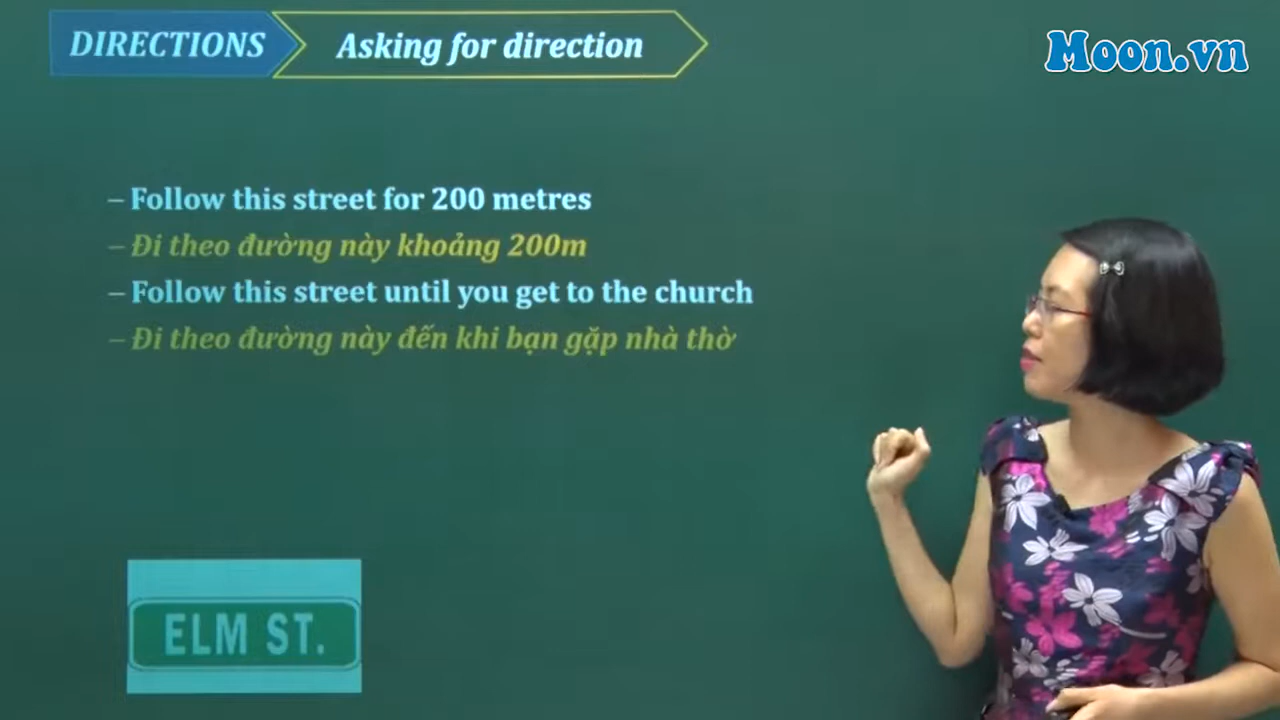 DIRECTIONS
Asking for direction
Moon.vn
– Follow this street for 200 metres
– Đi theo đường này khoảng 200m
– Follow this street until you get to the church
– Đi theo đường này đến khi bạn gặp nhà thờ
ELM ST.